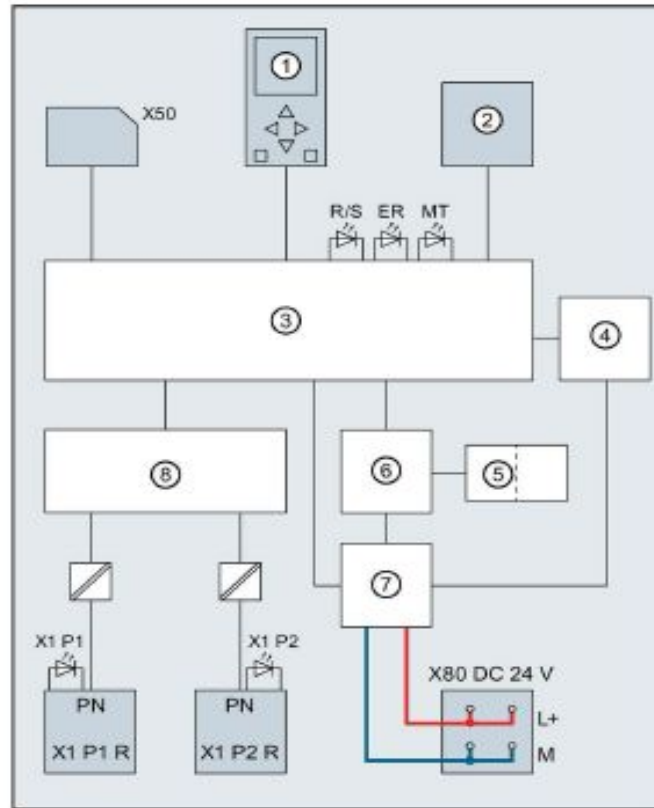 ①
X50
②
R/S ER MT
③
④
⑧
⑥
⑤
⑦
X1 P1
X1 P2
X80 DC 24 V
PN
PN
L+
X1 P1 R
X1 P2 R
M